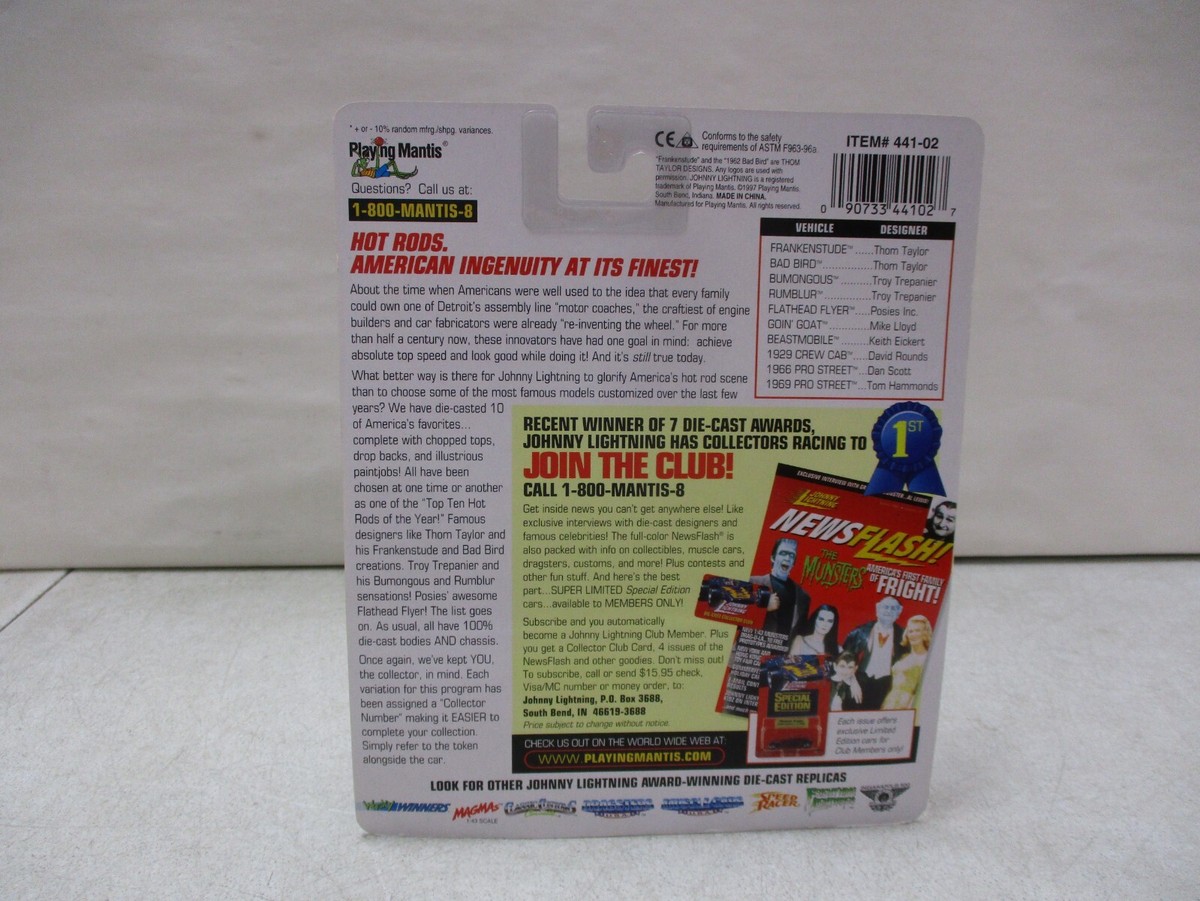 * + or - 10% random mfrg./shpg. variances.
Playing Mantis®
Questions? Call us at:
1-800-MANTIS-8
CE
Conforms to the safety
requirements of ASTM F963-96a
"Frankenstude" and the "1962 Bad Bird" are THOM
TAYLOR DESIGNS. Any logos are used with
permission. JOHNNY LIGHTNING is a registered
trademark of Playing Mantis. ©1997 Playing Mantis.
South Bend, Indiana. MADE IN CHINA.
Manufactured for Playing Mantis. All rights reserved.
ITEM# 441-02
0 90733 44102 7
VEHICLE DESIGNER
FRANKENSTUDE™ ......Thom Taylor
BAD BIRD™...............Thom Taylor
BUMONGOUS™ .........Troy Trepanier
RUMBLUR™..............Troy Trepanier
FLATHEAD FLYER™.....Posies Inc.
GOIN' GOAT™............Mike Lloyd
BEASTMOBILE™ ........Keith Eickert
1929 CREW CAB™.....David Rounds
1966 PRO STREET™...Dan Scott
1969 PRO STREET™...Tom Hammonds
HOT RODS.
AMERICAN INGENUITY AT ITS FINEST!
About the time when Americans were well used to the idea that every family
could own one of Detroit's assembly line "motor coaches," the craftiest of engine
builders and car fabricators were already "re-inventing the wheel." For more
than half a century now, these innovators have had one goal in mind: achieve
absolute top speed and look good while doing it! And it's still true today.
What better way is there for Johnny Lightning to glorify America's hot rod scene
than to choose some of the most famous models customized over the last few
years? We have die-casted 10
of America's favorites...
complete with chopped tops,
drop backs, and illustrious
paintjobs! All have been
chosen at one time or another
as one of the "Top Ten Hot
Rods of the Year!" Famous
designers like Thom Taylor and
his Frankenstude and Bad Bird
creations. Troy Trepanier and
his Bumongous and Rumblur
sensations! Posies' awesome
Flathead Flyer! The list goes
on. As usual, all have 100%
die-cast bodies AND chassis.
Once again, we've kept YOU,
the collector, in mind. Each
variation for this program has
been assigned a "Collector
Number" making it EASIER to
complete your collection.
Simply refer to the token
alongside the car.
RECENT WINNER OF 7 DIE-CAST AWARDS,
JOHNNY LIGHTNING HAS COLLECTORS RACING TO
JOIN THE CLUB!
CALL 1-800-MANTIS-8
Get inside news you can't get anywhere else! Like
exclusive interviews with die-cast designers and
famous celebrities! The full-color NewsFlash® is
also packed with info on collectibles, muscle cars,
dragsters, customs, and more! Plus contests and
other fun stuff. And here's the best
part...SUPER LIMITED Special Edition
cars...available to MEMBERS ONLY!
Subscribe and you automatically
become a Johnny Lightning Club Member. Plus
you get a Collector Club Card, 4 issues of the
NewsFlash and other goodies. Don't miss out!
To subscribe, call or send $15.95 check,
Visa/MC number or money order, to:
Johnny Lightning, P.O. Box 3688,
South Bend, IN 46619-3688
Price subject to change without notice.
CHECK US OUT ON THE WORLD WIDE WEB AT:
WWW.PLAYINGMANTIS.COM
1ST
EXCLUSIVE INTERVIEW WITH
JOHNNY LIGHTNING
NEWSFLASH!
THE MUNSTERS
AMERICA'S FIRST FAMILY
OF FRIGHT!
JOHNNY LIGHTNING
SPECIAL
EDITION
Each issue offers
exclusive Limited
Edition cars for
Club Members only!
LOOK FOR OTHER JOHNNY LIGHTNING AWARD-WINNING DIE-CAST REPLICAS
WINNERS
MAGMAS
1:43 SCALE
SPEED RACER